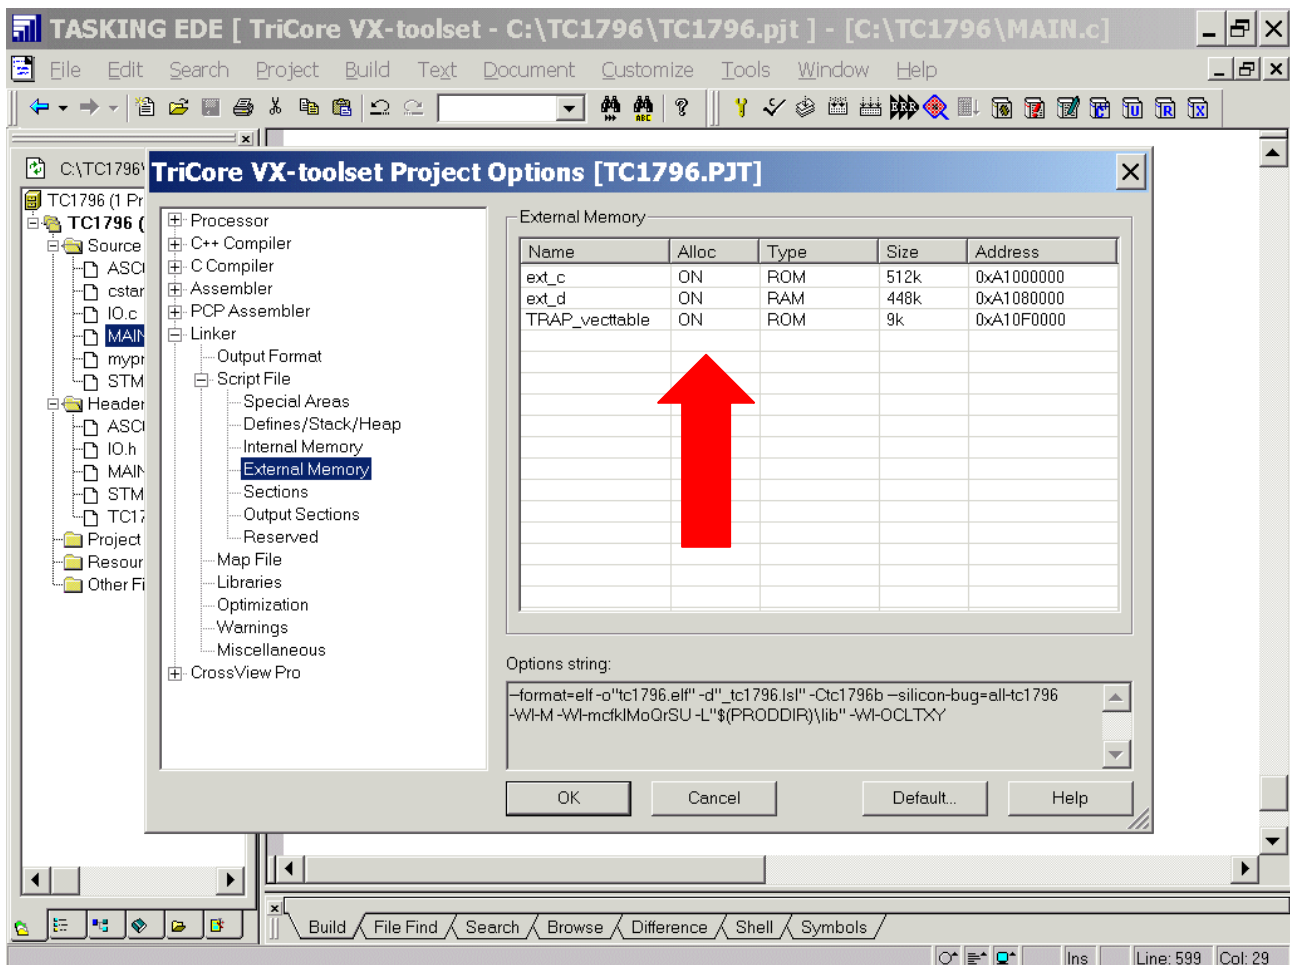 TASKING EDE [ TriCore VX-toolset - C:\TC1796\TC1796.pjt ] - [C:\TC1796\MAIN.c]
File Edit Search Project Build Text Document Customize Tools Window Help
C:\TC1796\
TriCore VX-toolset Project Options [TC1796.PJT]
TC1796 (1 Pr
TC1796 (
Source
ASC
cstar
IO.c
MAIN
mypr
STM
Header
ASC
IO.h
MAIN
STM
TC17
Project
Resour
Other Fi
Processor
C++ Compiler
C Compiler
Assembler
PCP Assembler
Linker
Output Format
Script File
Special Areas
Defines/Stack/Heap
Internal Memory
External Memory
Sections
Output Sections
Reserved
Map File
Libraries
Optimization
Warnings
Miscellaneous
CrossView Pro
External Memory
Name Alloc Type Size Address
ext_c ON ROM 512k 0xA1000000
ext_d ON RAM 448k 0xA1080000
TRAP_vecttable ON ROM 9k 0xA10F0000
Options string:
--format=elf -o"tc1796.elf" -d"_tc1796.lsl" -Ctc1796b --silicon-bug=all-tc1796
-Wl-M -Wl-mcfklMoQrSU -L"$(PRODDIR)\lib" -Wl-OCLTXY
OK Cancel Default... Help
Build File Find Search Browse Difference Shell Symbols
Ins Line: 599 Col: 29